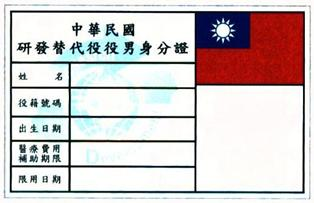 中華民國
研發替代役役男身分證
姓名
役籍號碼
出生日期
醫療費用
補助期限
限用日期